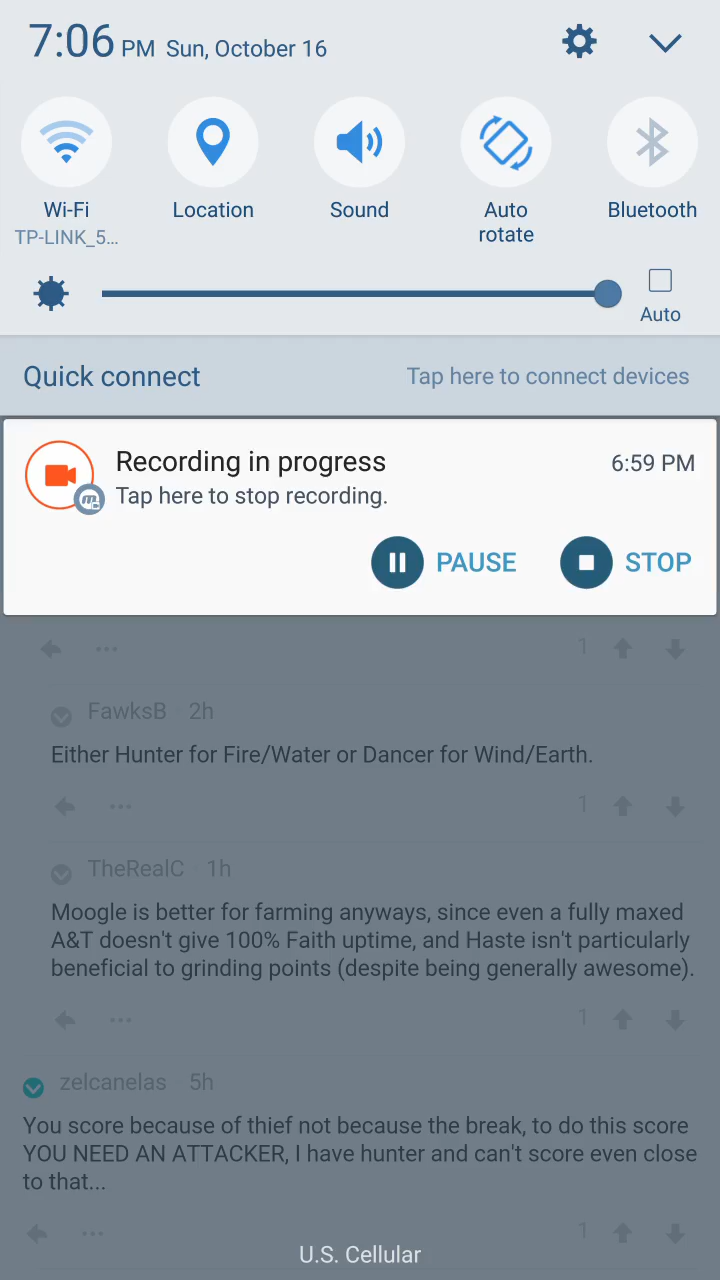 7:06 PM Sun, October 16
Wi-Fi
TP-LINK_5...
Location
Sound
Auto
rotate
Bluetooth
Auto
Quick connect
Tap here to connect devices
Recording in progress
6:59 PM
Tap here to stop recording.
PAUSE
STOP
1
FawksB · 2h
Either Hunter for Fire/Water or Dancer for Wind/Earth.
1
TheRealC · 1h
Moogle is better for farming anyways, since even a fully maxed
A&T doesn't give 100% Faith uptime, and Haste isn't particularly
beneficial to grinding points (despite being generally awesome).
1
zelcanelas · 5h
You score because of thief not because the break, to do this score
YOU NEED AN ATTACKER, I have hunter and can't score even close
to that...
1
U.S. Cellular